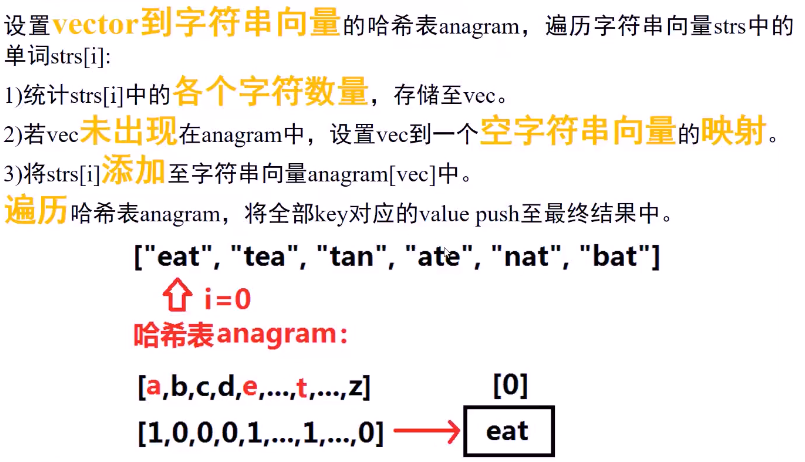 设置vector到字符串向量的哈希表anagram，遍历字符串向量strs中的
单词strs[i]:
1)统计strs[i]中的各个字符数量，存储至vec。
2)若vec未出现在anagram中，设置vec到一个空字符串向量的映射。
3)将strs[i]添加至字符串向量anagram[vec]中。
遍历哈希表anagram，将全部key对应的value push至最终结果中。
["eat", "tea", "tan", "ate", "nat", "bat"]
i=0
哈希表anagram：
[a,b,c,d,e,...,t,...,z] [0]
[1,0,0,0,1,...,1,...,0] eat